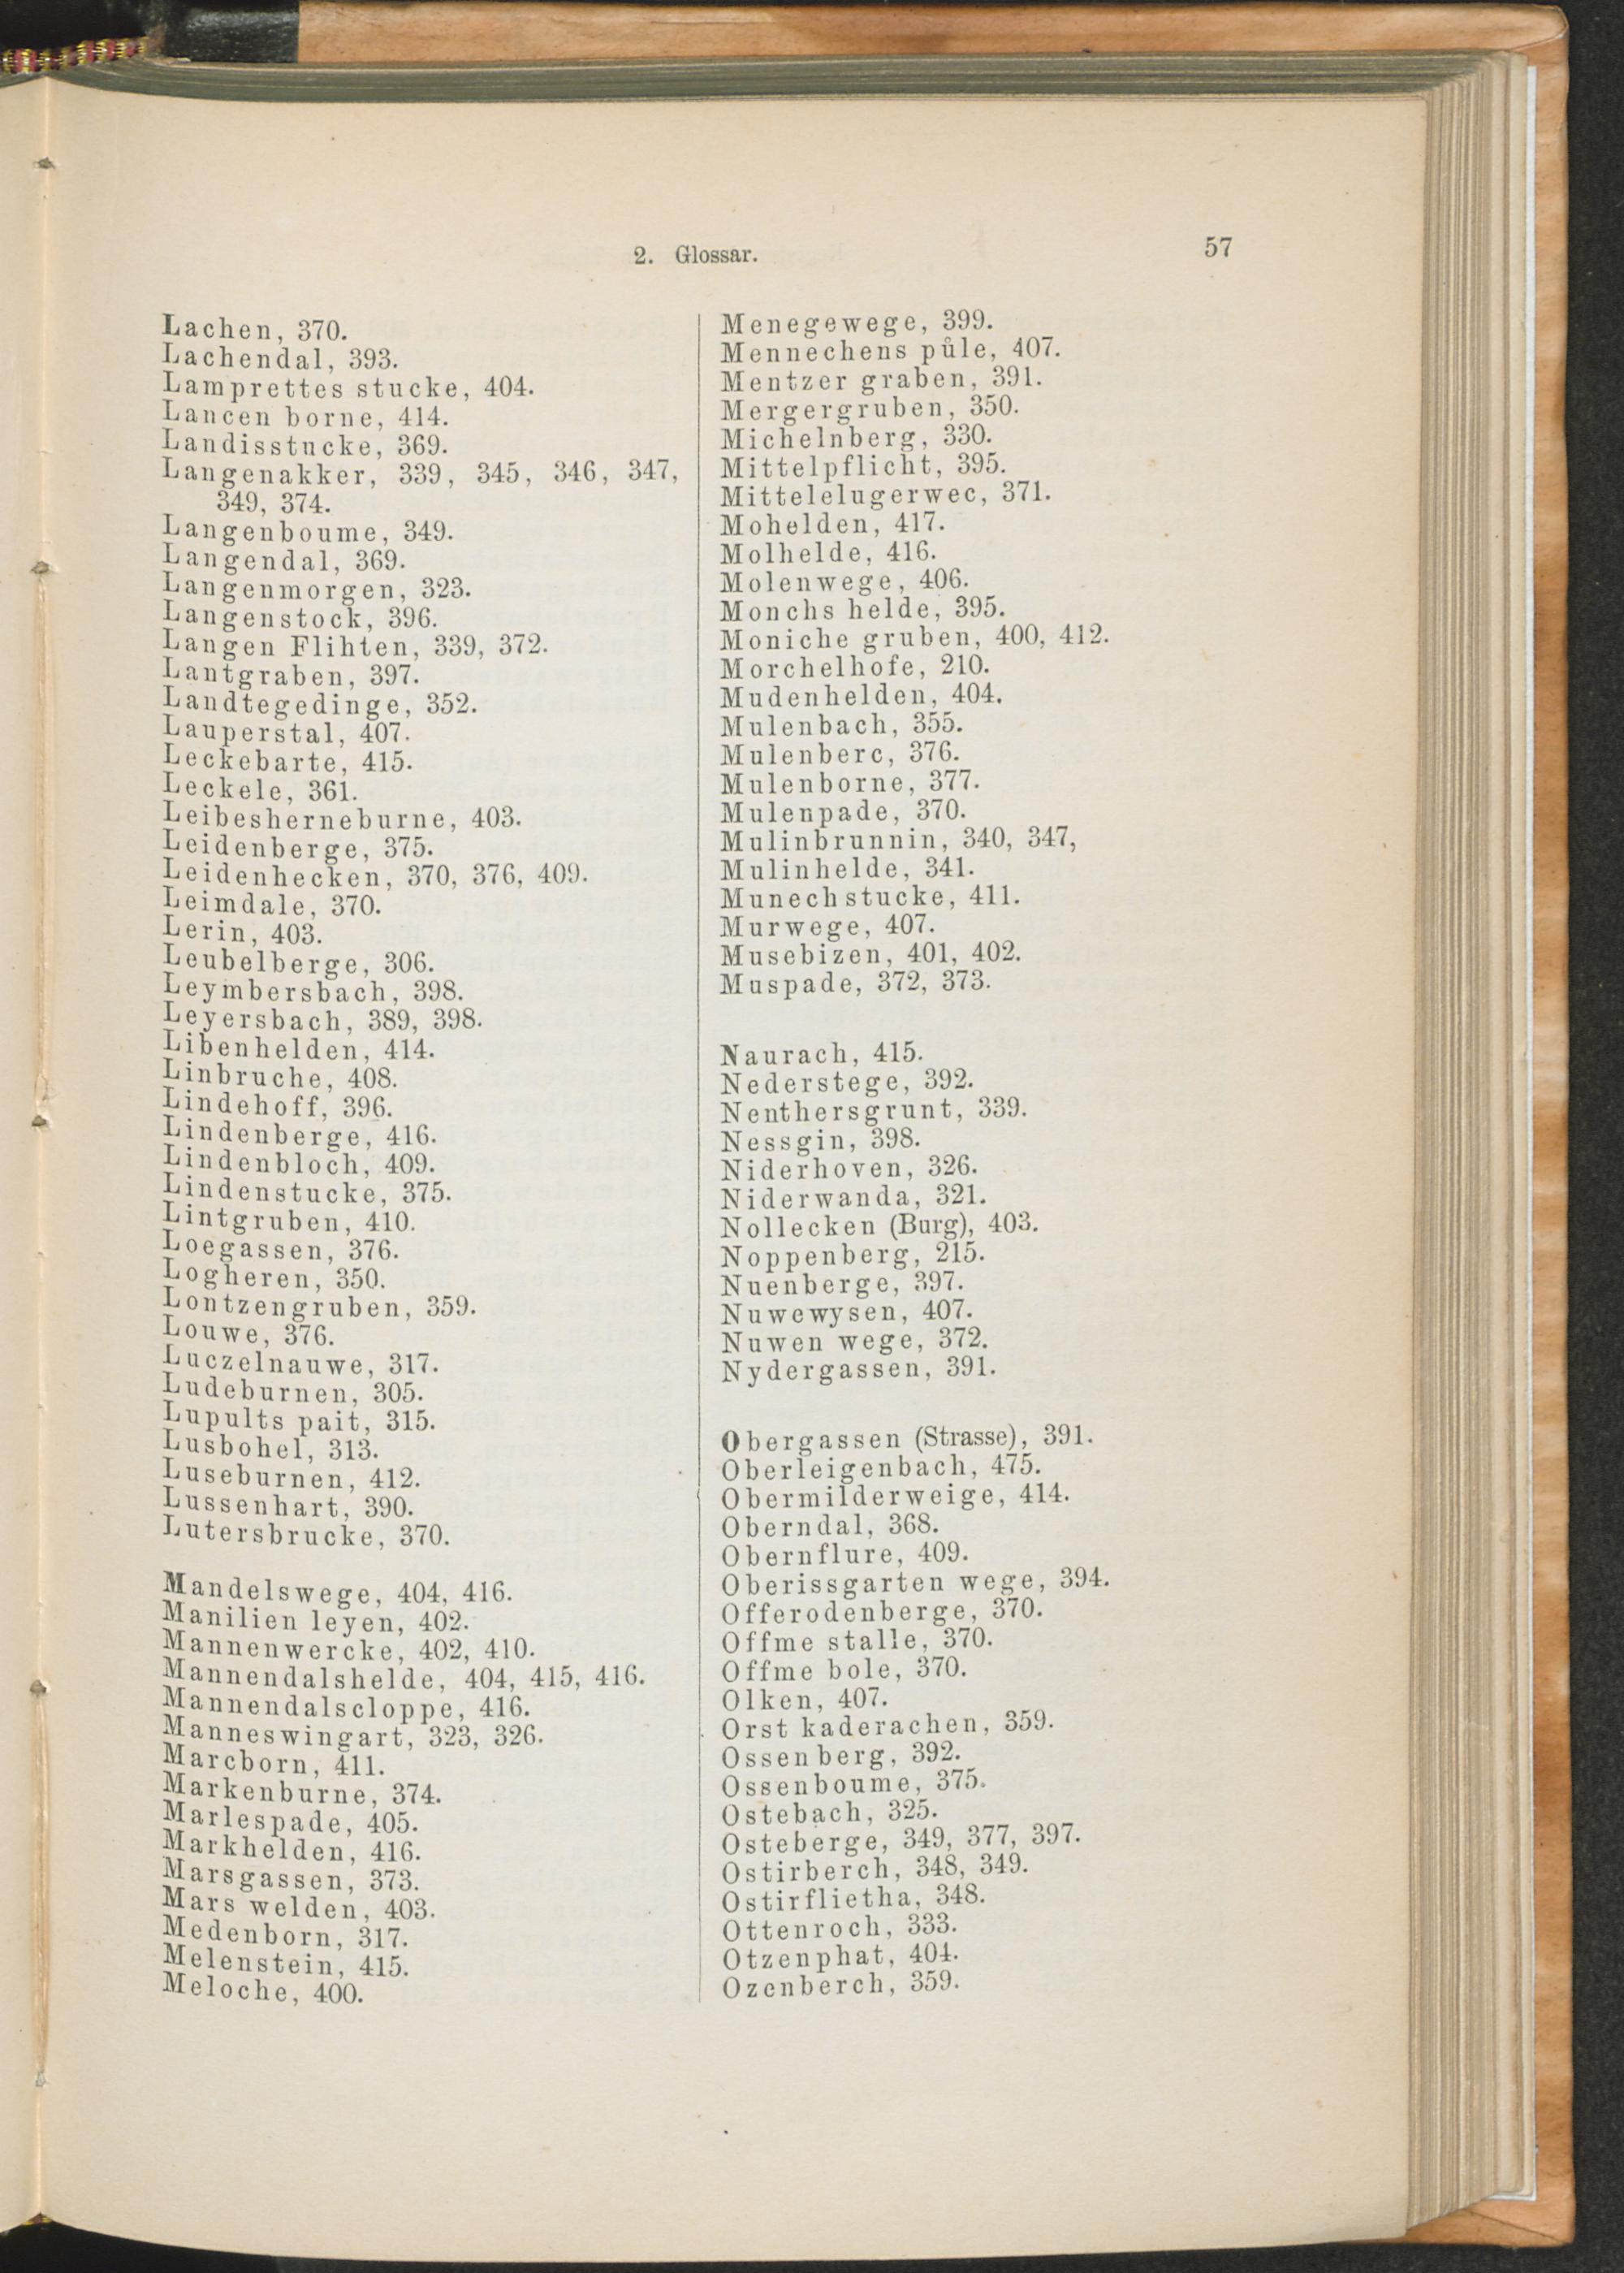 2. Glossar.
57
Lachen, 370.
Lachendal, 393.
Lamprettes stucke, 404.
Lancen borne, 414.
Landisstucke, 369.
Langenakker, 339, 345, 346, 347,
349, 374.
Langenboume, 349.
Langendal, 369.
Langenmorgen, 323.
Langenstock, 396.
Langen Flihten, 339, 372.
Lantgraben, 397.
Landtegedinge, 352.
Lauperstal, 407.
Leckebarte, 415.
Leckele, 361.
Leibesherneburne, 403.
Leidenberge, 375.
Leidenhecken, 370, 376, 409.
Leimdale, 370.
Lerin, 403.
Leubelberge, 306.
Leymbersbach, 398.
Leyersbach, 389, 398.
Libenhelden, 414.
Linbruche, 408.
Lindehoff, 396.
Lindenberge, 416.
Lindenbloch, 409.
Lindenstucke, 375.
Lintgruben, 410.
Loegassen, 376.
Logheren, 350.
Lontzengruben, 359.
Louwe, 376.
Luczelnauwe, 317.
Ludeburnen, 305.
Lupults pait, 315.
Lusbohel, 313.
Luseburnen, 412.
Lussenhart, 390.
Lutersbrucke, 370.
Mandelswege, 404, 416.
Manilien leyen, 402.
Mannenwercke, 402, 410.
Mannendalshelde, 404, 415, 416.
Mannendalscloppe, 416.
Manneswingart, 323, 326.
Marcborn, 411.
Markenburne, 374.
Marlespade, 405.
Markhelden, 416.
Marsgassen, 373.
Mars welden, 403.
Medenborn, 317.
Melenstein, 415.
Meloche, 400.
Menegewege, 399.
Mennechens půle, 407.
Mentzer graben, 391.
Mergergruben, 350.
Michelnberg, 330.
Mittelpflicht, 395.
Mittelelugerwec, 371.
Mohelden, 417.
Molhelde, 416.
Molenwege, 406.
Monchs helde, 395.
Moniche gruben, 400, 412.
Morchelhofe, 210.
Mudenhelden, 404.
Mulenbach, 355.
Mulenberc, 376.
Mulenborne, 377.
Mulenpade, 370.
Mulinbrunnin, 340, 347,
Mulinhelde, 341.
Munechstucke, 411.
Murwege, 407.
Musebizen, 401, 402.
Muspade, 372, 373.
Naurach, 415.
Nederstege, 392.
Nenthersgrunt, 339.
Nessgin, 398.
Niderhoven, 326.
Niderwanda, 321.
Nollecken (Burg), 403.
Noppenberg, 215.
Nuenberge, 397.
Nuwewysen, 407.
Nuwen wege, 372.
Nydergassen, 391.
Obergassen (Strasse), 391.
Oberleigenbach, 475.
Obermilderweige, 414.
Oberndal, 368.
Obernflure, 409.
Oberissgarten wege, 394.
Offerodenberge, 370.
Offme stalle, 370.
Offme bole, 370.
Olken, 407.
Orst kaderachen, 359.
Ossenberg, 392.
Ossenboume, 375.
Ostebach, 325.
Osteberge, 349, 377, 397.
Ostirberch, 348, 349.
Ostirflietha, 348.
Ottenroch, 333.
Otzenphat, 404.
Ozenberch, 359.